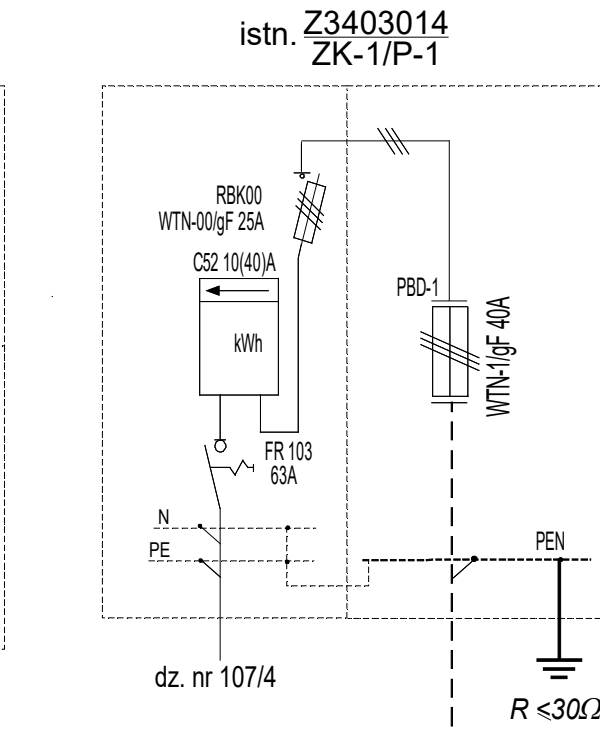 istn. Z3403014
ZK-1/P-1
RBK00
WTN-00/gF 25A
C52 10(40)A
kWh
PBD-1
WTN-1/gF 40A
FR 103
63A
N
PE
PEN
dz. nr 107/4
R ≤30Ω